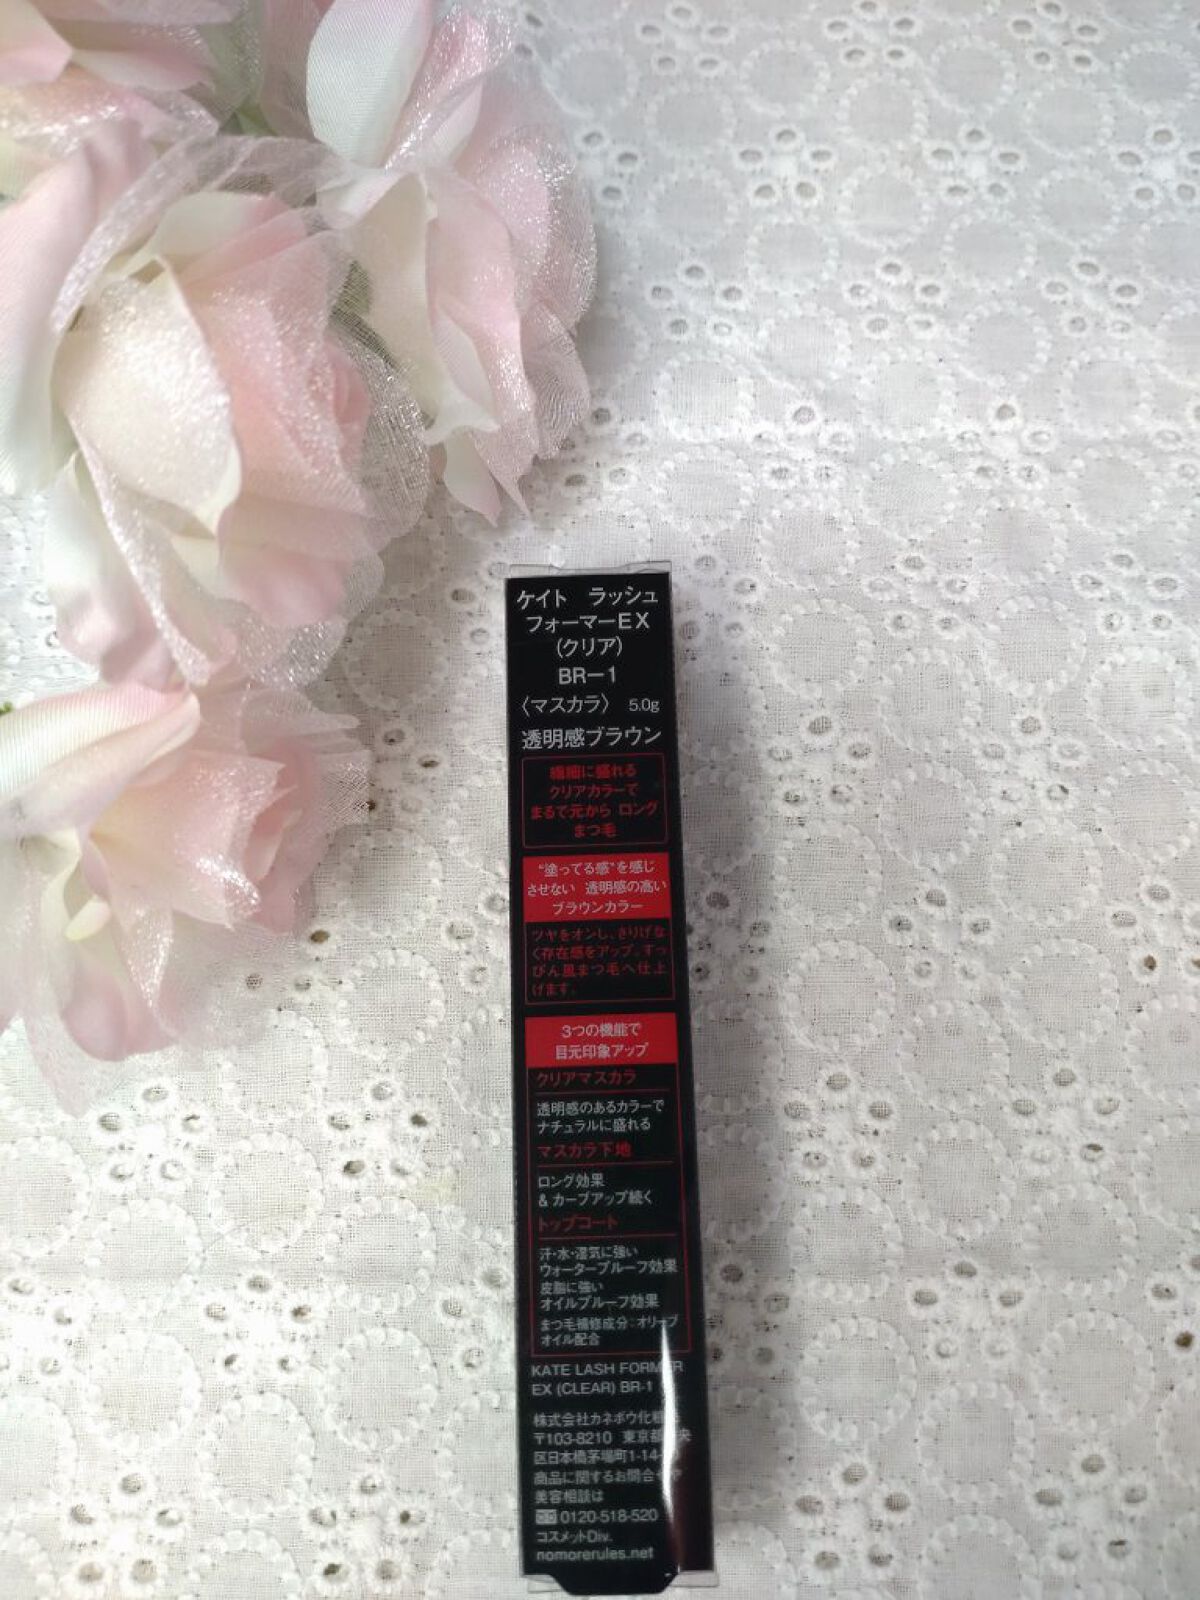 ケイト ラッシュ
フォーマーEX
(クリア)
BR-1
〈マスカラ〉 5.0g
透明感ブラウン
繊細に盛れる
クリアカラーで
まるで元から ロング
まつ毛
"塗ってる感"を感じ
させない 透明感の高い
ブラウンカラー
ツヤをオンし、さりげな
く存在感をアップ。すっ
ぴん風まつ毛へ仕上
げます。
3つの機能で
目元印象アップ
クリアマスカラ
透明感のあるカラーで
ナチュラルに盛れる
マスカラ下地
ロング効果
& カーブアップ続く
トップコート
汗・水・湿気に強い
ウォータープルーフ効果
皮脂に強い
オイルプルーフ効果
まつ毛補修成分：オリーブ
オイル配合
KATE LASH FORMER
EX (CLEAR) BR-1
株式会社カネボウ化粧
〒103-8210 東京都 央
区日本橋茅場町1-14-
商品に関するお問合せや
美容相談は
0120-518-520
コスメットDiv.
nomorerules.net